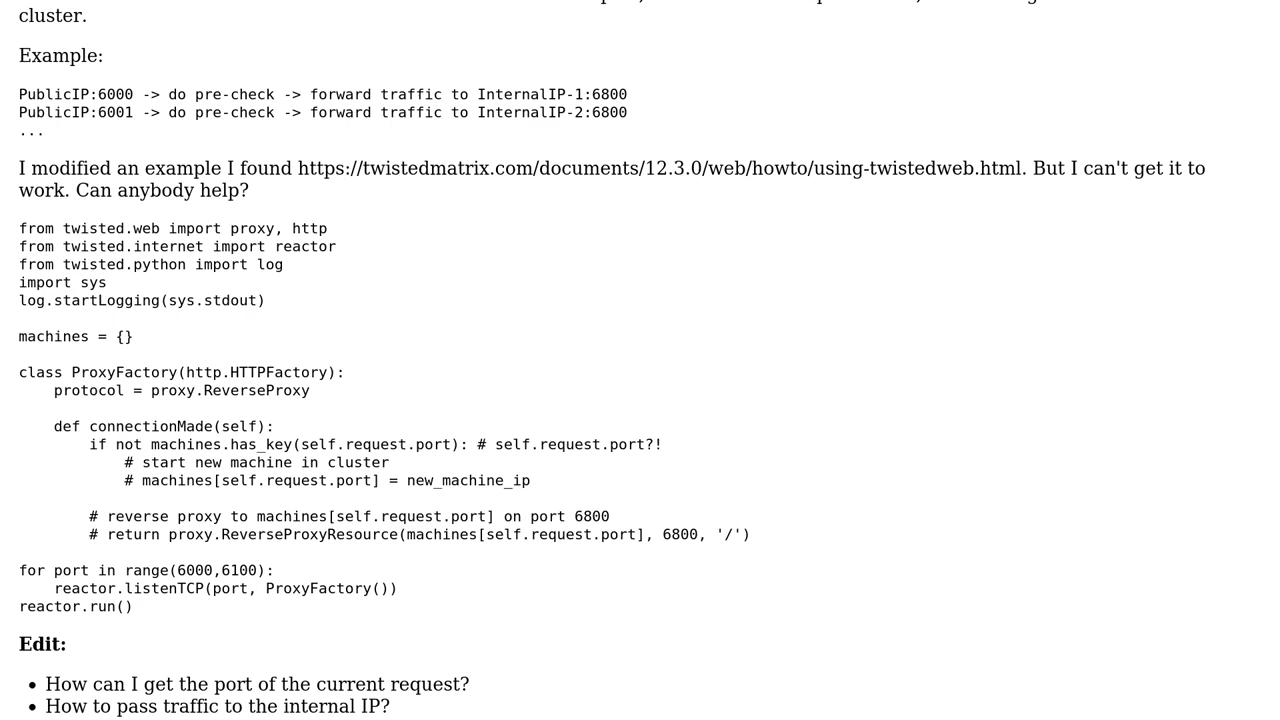 cluster.
Example:
PublicIP:6000 -> do pre-check -> forward traffic to InternalIP-1:6800
PublicIP:6001 -> do pre-check -> forward traffic to InternalIP-2:6800
...
I modified an example I found https://twistedmatrix.com/documents/12.3.0/web/howto/using-twistedweb.html. But I can't get it to
work. Can anybody help?
from twisted.web import proxy, http
from twisted.internet import reactor
from twisted.python import log
import sys
log.startLogging(sys.stdout)
machines = {}
class ProxyFactory(http.HTTPFactory):
    protocol = proxy.ReverseProxy
    def connectionMade(self):
        if not machines.has_key(self.request.port): # self.request.port?!
            # start new machine in cluster
            # machines[self.request.port] = new_machine_ip
        # reverse proxy to machines[self.request.port] on port 6800
        # return proxy.ReverseProxyResource(machines[self.request.port], 6800, '/')
for port in range(6000,6100):
    reactor.listenTCP(port, ProxyFactory())
reactor.run()
Edit:
• How can I get the port of the current request?
• How to pass traffic to the internal IP?